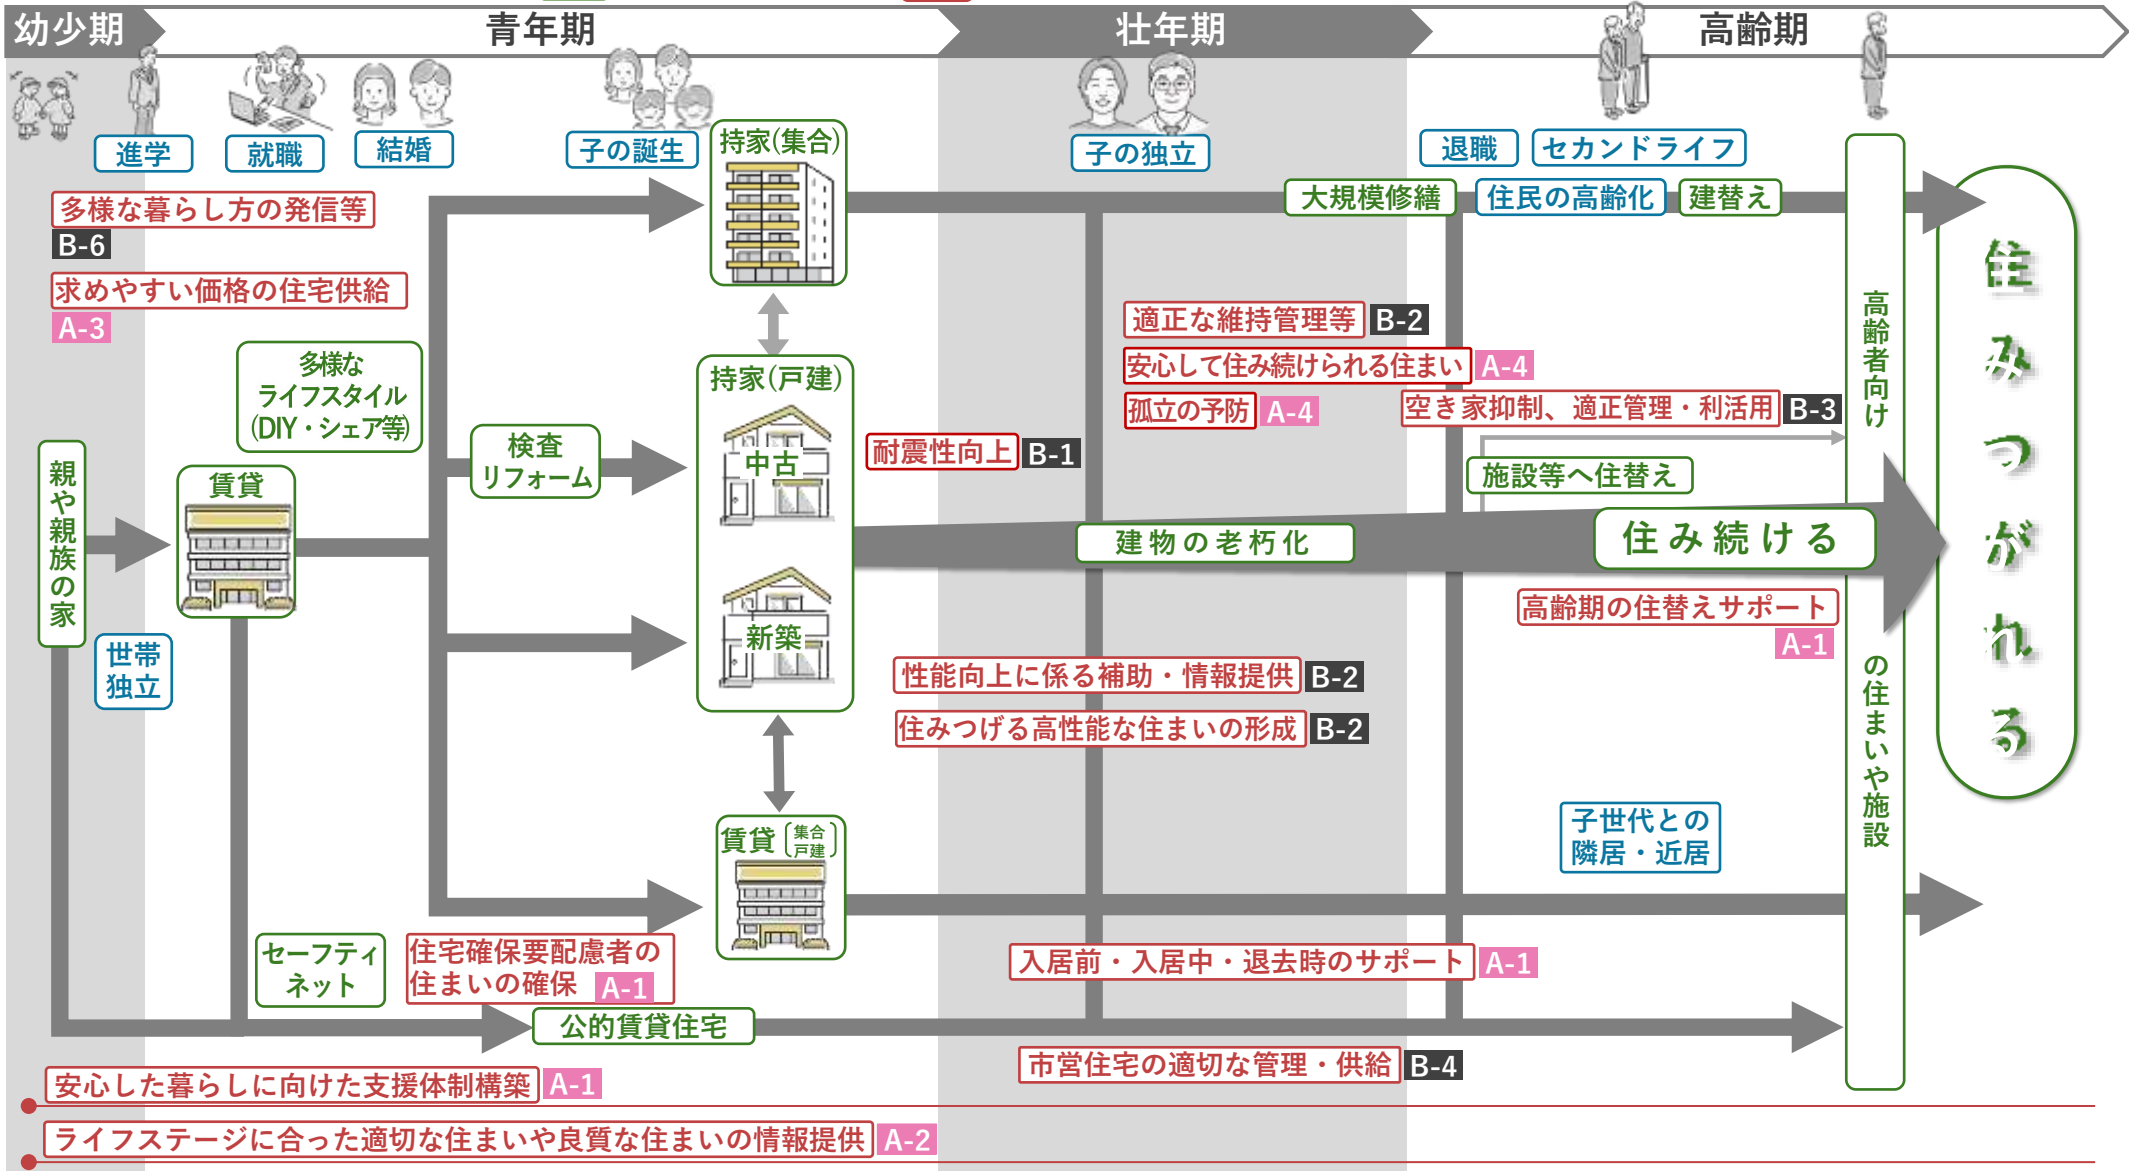 幼少期
青年期
壮年期
高齢期
進学
就職
結婚
子の誕生
子の独立
退職
セカンドライフ
持家(集合)
多様な暮らし方の発信等
B-6
求めやすい価格の住宅供給
A-3
大規模修繕
住民の高齢化
建替え
多様な
ライフスタイル
(DIY・シェア等)
適正な維持管理等 B-2
安心して住み続けられる住まい A-4
孤立の予防 A-4
空き家抑制、適正管理・利活用 B-3
持家(戸建)
中古
新築
検査
リフォーム
耐震性向上 B-1
施設等へ住替え
親や親族の家
賃貸
建物の老朽化
住み続ける
高齢期の住替えサポート
A-1
世帯
独立
性能向上に係る補助・情報提供 B-2
住みつげる高性能な住まいの形成 B-2
高齢者向け
の住まいや施設
住みつがれる
賃貸
集合
戸建
子世代との
隣居・近居
セーフティ
ネット
住宅確保要配慮者の
住まいの確保 A-1
入居前・入居中・退去時のサポート A-1
公的賃貸住宅
市営住宅の適切な管理・供給 B-4
安心した暮らしに向けた支援体制構築 A-1
ライフステージに合った適切な住まいや良質な住まいの情報提供 A-2